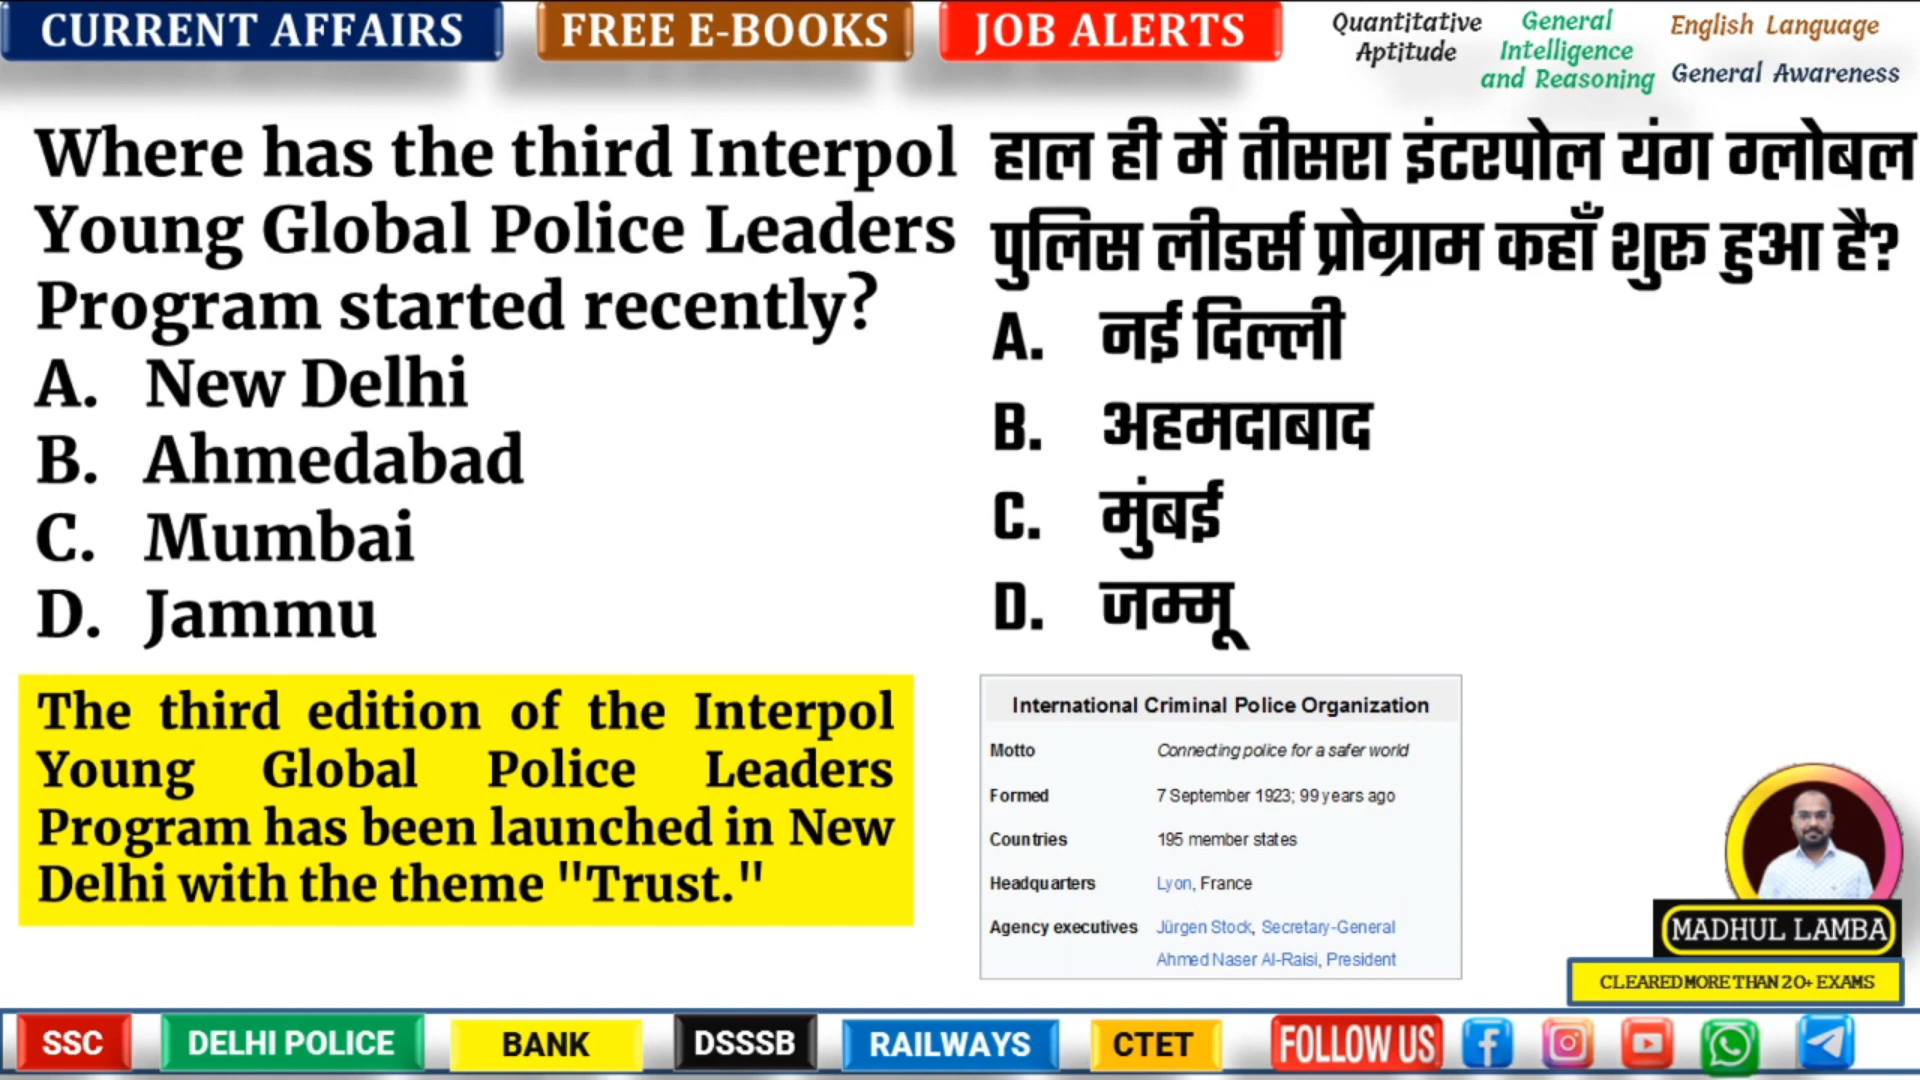 CURRENT AFFAIRS
FREE E-BOOKS
JOB ALERTS
Quantitative
Aptitude
General
Intelligence
and Reasoning
English Language
General Awareness
Where has the third Interpol
Young Global Police Leaders
Program started recently?
A. New Delhi
B. Ahmedabad
C. Mumbai
D. Jammu
हाल ही में तीसरा इंटरपोल यंग ग्लोबल
पुलिस लीडर्स प्रोग्राम कहाँ शुरू हुआ है?
A. नई दिल्ली
B. अहमदाबाद
C. मुंबई
D. जम्मू
The third edition of the Interpol
Young Global Police Leaders
Program has been launched in New
Delhi with the theme "Trust."
International Criminal Police Organization
Motto Connecting police for a safer world
Formed 7 September 1923; 99 years ago
Countries 195 member states
Headquarters Lyon, France
Agency executives Jürgen Stock, Secretary-General
Ahmed Naser Al-Raisi, President
MADHUL LAMBA
CLEARED MORE THAN 20+ EXAMS
SSC
DELHI POLICE
BANK
DSSSB
RAILWAYS
CTET
FOLLOW US